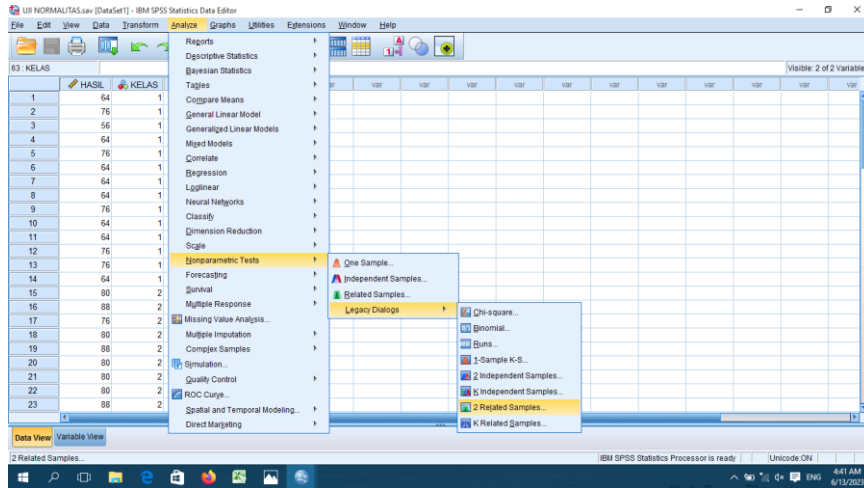 UJI NORMALITAS.sav [DataSet1] - IBM SPSS Statistics Data Editor
File Edit View Data Transform Analyze Graphs Utilities Extensions Window Help
63 : KELAS
Visible: 2 of 2 Variable
HASIL KELAS var var var var var var var var var var var
1 64 1
2 76 1
3 56 1
4 64 1
5 76 1
6 64 1
7 64 1
8 64 1
9 76 1
10 64 1
11 64 1
12 76 1
13 76 1
14 64 1
15 80 2
16 88 2
17 76 2
18 80 2
19 88 2
20 80 2
21 80 2
22 80 2
23 88 2
Reports
Descriptive Statistics
Bayesian Statistics
Tables
Compare Means
General Linear Model
Generalized Linear Models
Mixed Models
Correlate
Regression
Loglinear
Neural Networks
Classify
Dimension Reduction
Scale
Nonparametric Tests
Forecasting
Survival
Multiple Response
Missing Value Analysis...
Multiple Imputation
Complex Samples
Simulation...
Quality Control
ROC Curve...
Spatial and Temporal Modeling...
Direct Marketing
One Sample...
Independent Samples...
Related Samples...
Legacy Dialogs
Chi-square...
Binomial...
Runs...
1-Sample K-S...
2 Independent Samples...
K Independent Samples...
2 Related Samples...
K Related Samples...
Data View Variable View
2 Related Samples...
IBM SPSS Statistics Processor is ready Unicode:ON
ENG 4:41 AM
6/13/2023